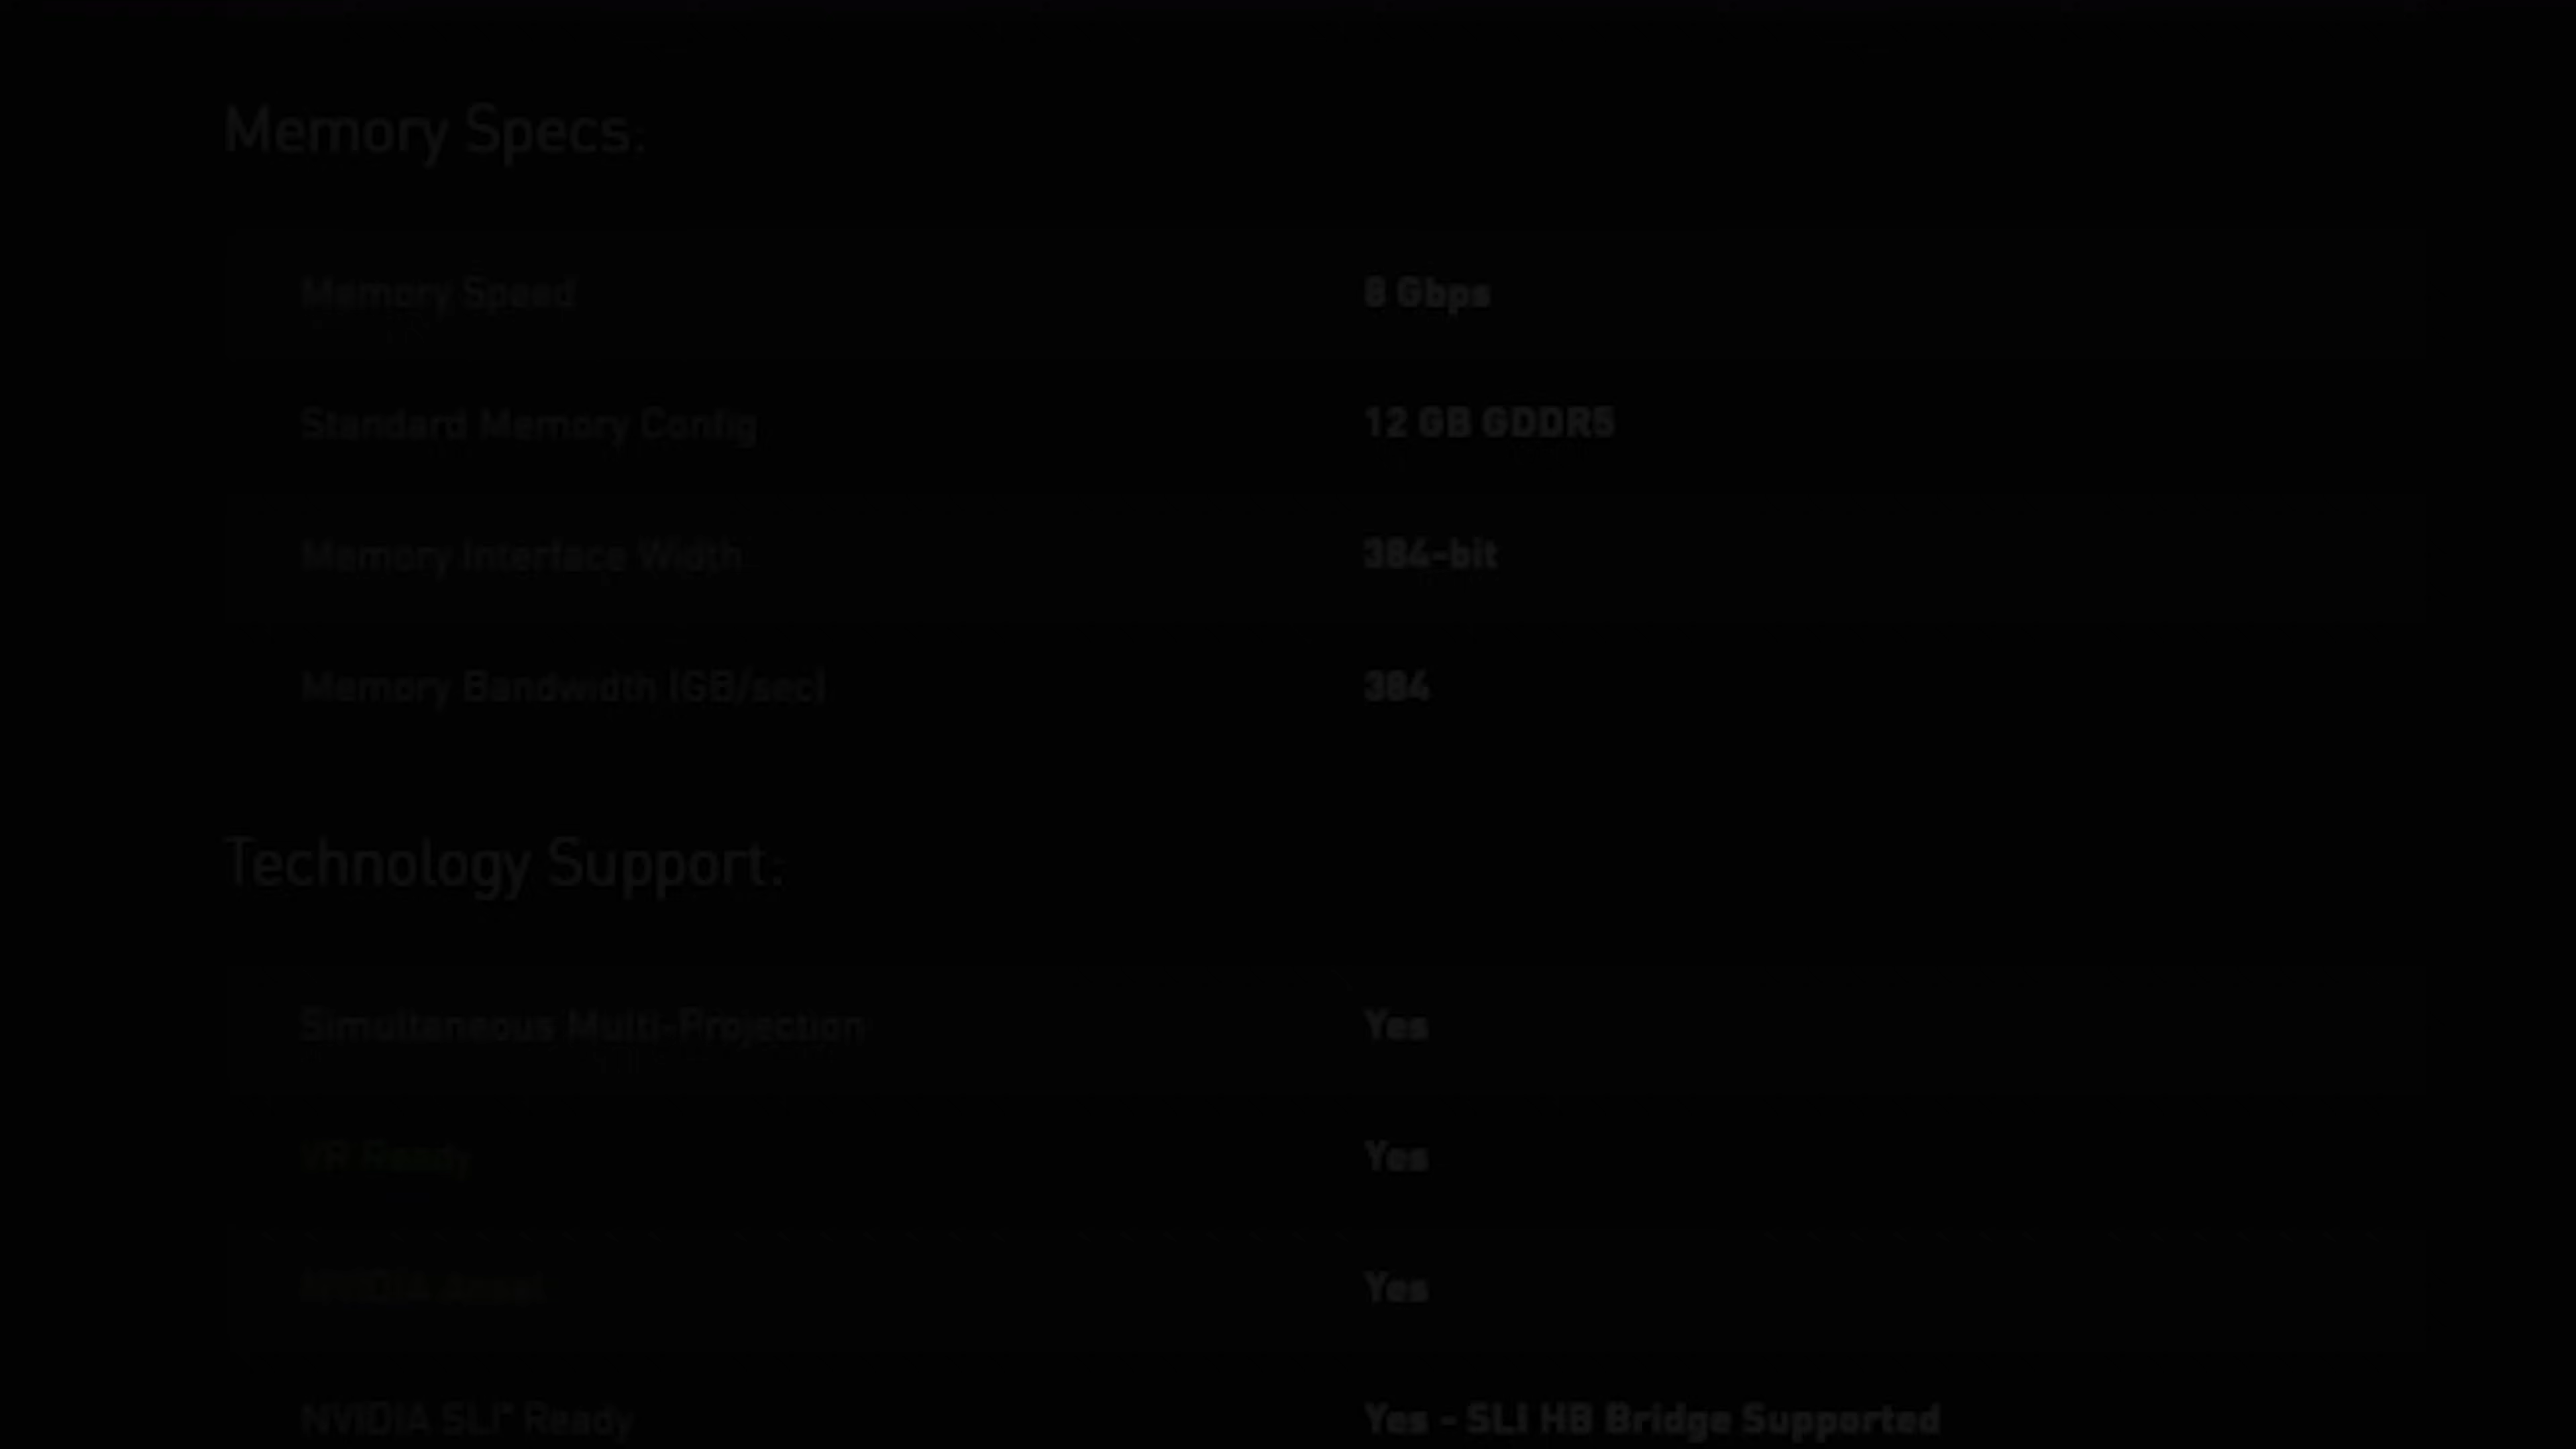 Memory Specs:
Memory Speed 8 Gbps
Standard Memory Config 12 GB GDDR5
Memory Interface Width 384-bit
Memory Bandwidth (GB/sec) 384
Technology Support:
Simultaneous Multi-Projection Yes
VR Ready Yes
NVIDIA Ansel Yes
NVIDIA SLI® Ready Yes - SLI HB Bridge Supported